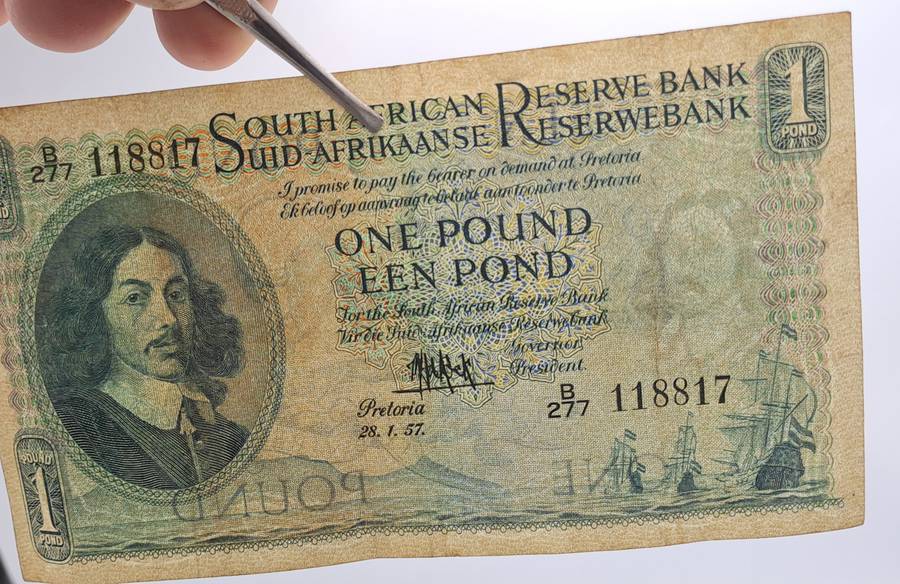 SOUTH AFRICAN RESERVE BANK
SUID-AFRIKAANSE RESERWEBANK
1
POND
B
277 118817
I promise to pay the bearer on demand at Pretoria
Ek beloof op aanvraag te betaal aan toonder te Pretoria
ONE POUND
EEN POND
For the South African Reserve Bank
Vir die Suid-Afrikaanse Reserwebank
Governor.
President.
Pretoria
28. 1. 57.
B
277 118817
POUND
1
POND
POUND
ONE